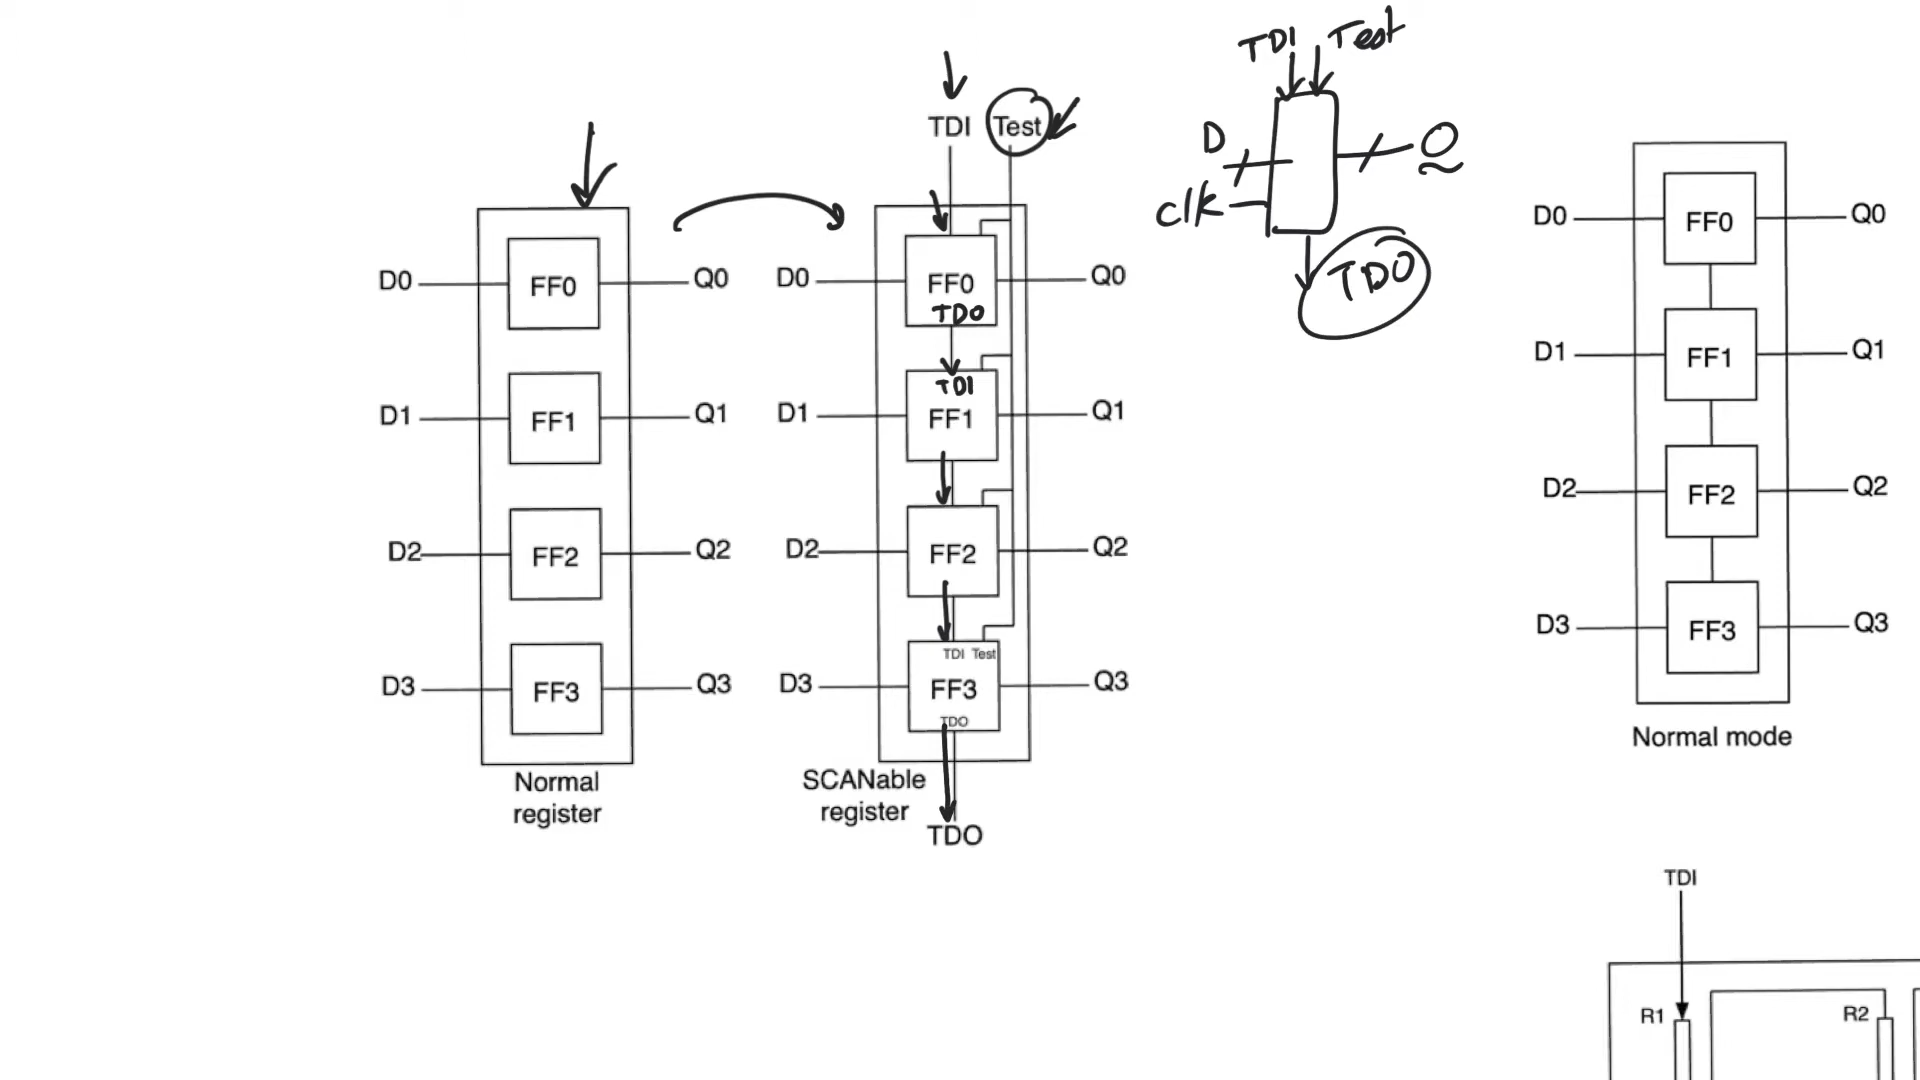 TDI Test
TDI Test
D Q
clk
TDO
D0 FF0 Q0
D1 FF1 Q1
D2 FF2 Q2
D3 FF3 Q3
Normal
register
D0 FF0 Q0
TDO
TDI
D1 FF1 Q1
D2 FF2 Q2
TDI Test
D3 FF3 Q3
TDO
SCANable
register
TDO
D0 FF0 Q0
D1 FF1 Q1
D2 FF2 Q2
D3 FF3 Q3
Normal mode
TDI
R1 R2